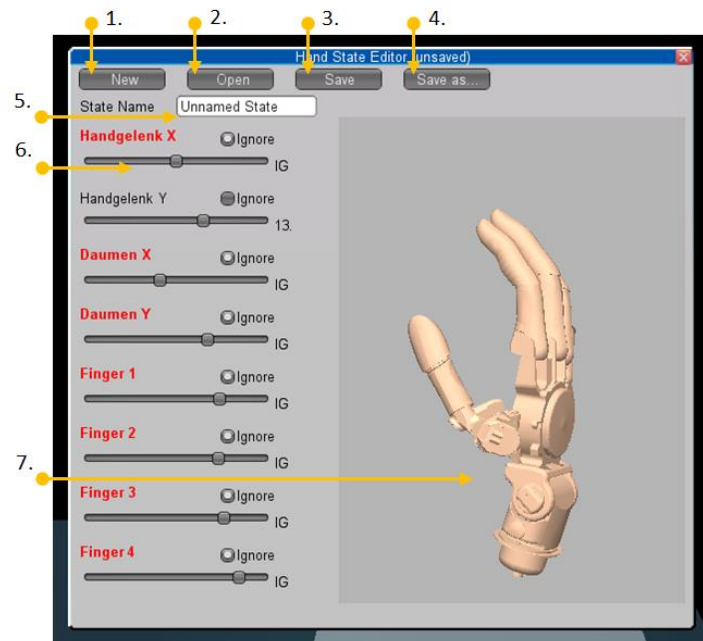 1. 2. 3. 4.
Hand State Editor (unsaved)
New Open Save Save as...
5.
State Name Unnamed State
Handgelenk X Ignore
6.
IG
Handgelenk Y Ignore
13.
Daumen X Ignore
IG
Daumen Y Ignore
IG
Finger 1 Ignore
IG
Finger 2 Ignore
7.
IG
Finger 3 Ignore
IG
Finger 4 Ignore
IG